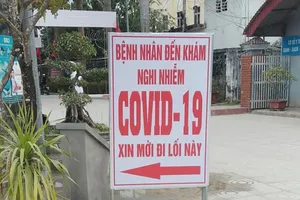 BỆNH NHÂN ĐẾN KHÁM
NGHI NHIỄM
COVID-19
XIN MỜI ĐI LỐI NÀY